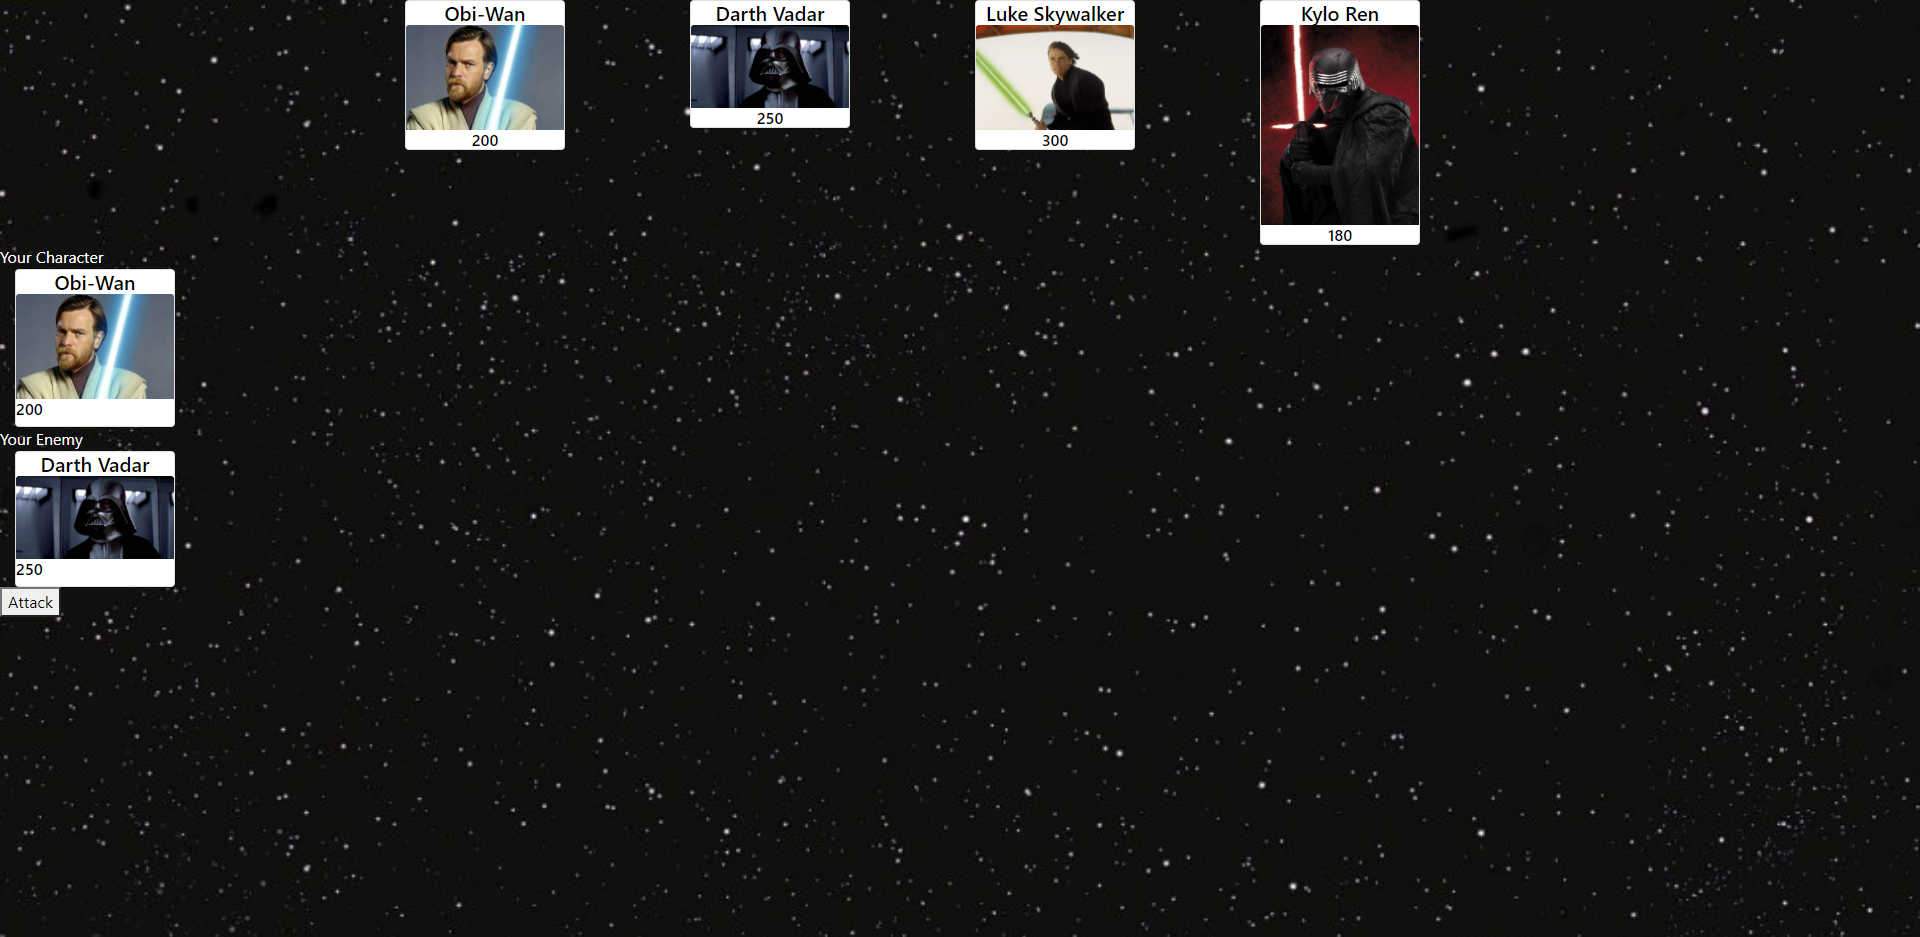 Obi-Wan
200
Darth Vadar
250
Luke Skywalker
300
Kylo Ren
180
Your Character
Obi-Wan
200
Your Enemy
Darth Vadar
250
Attack